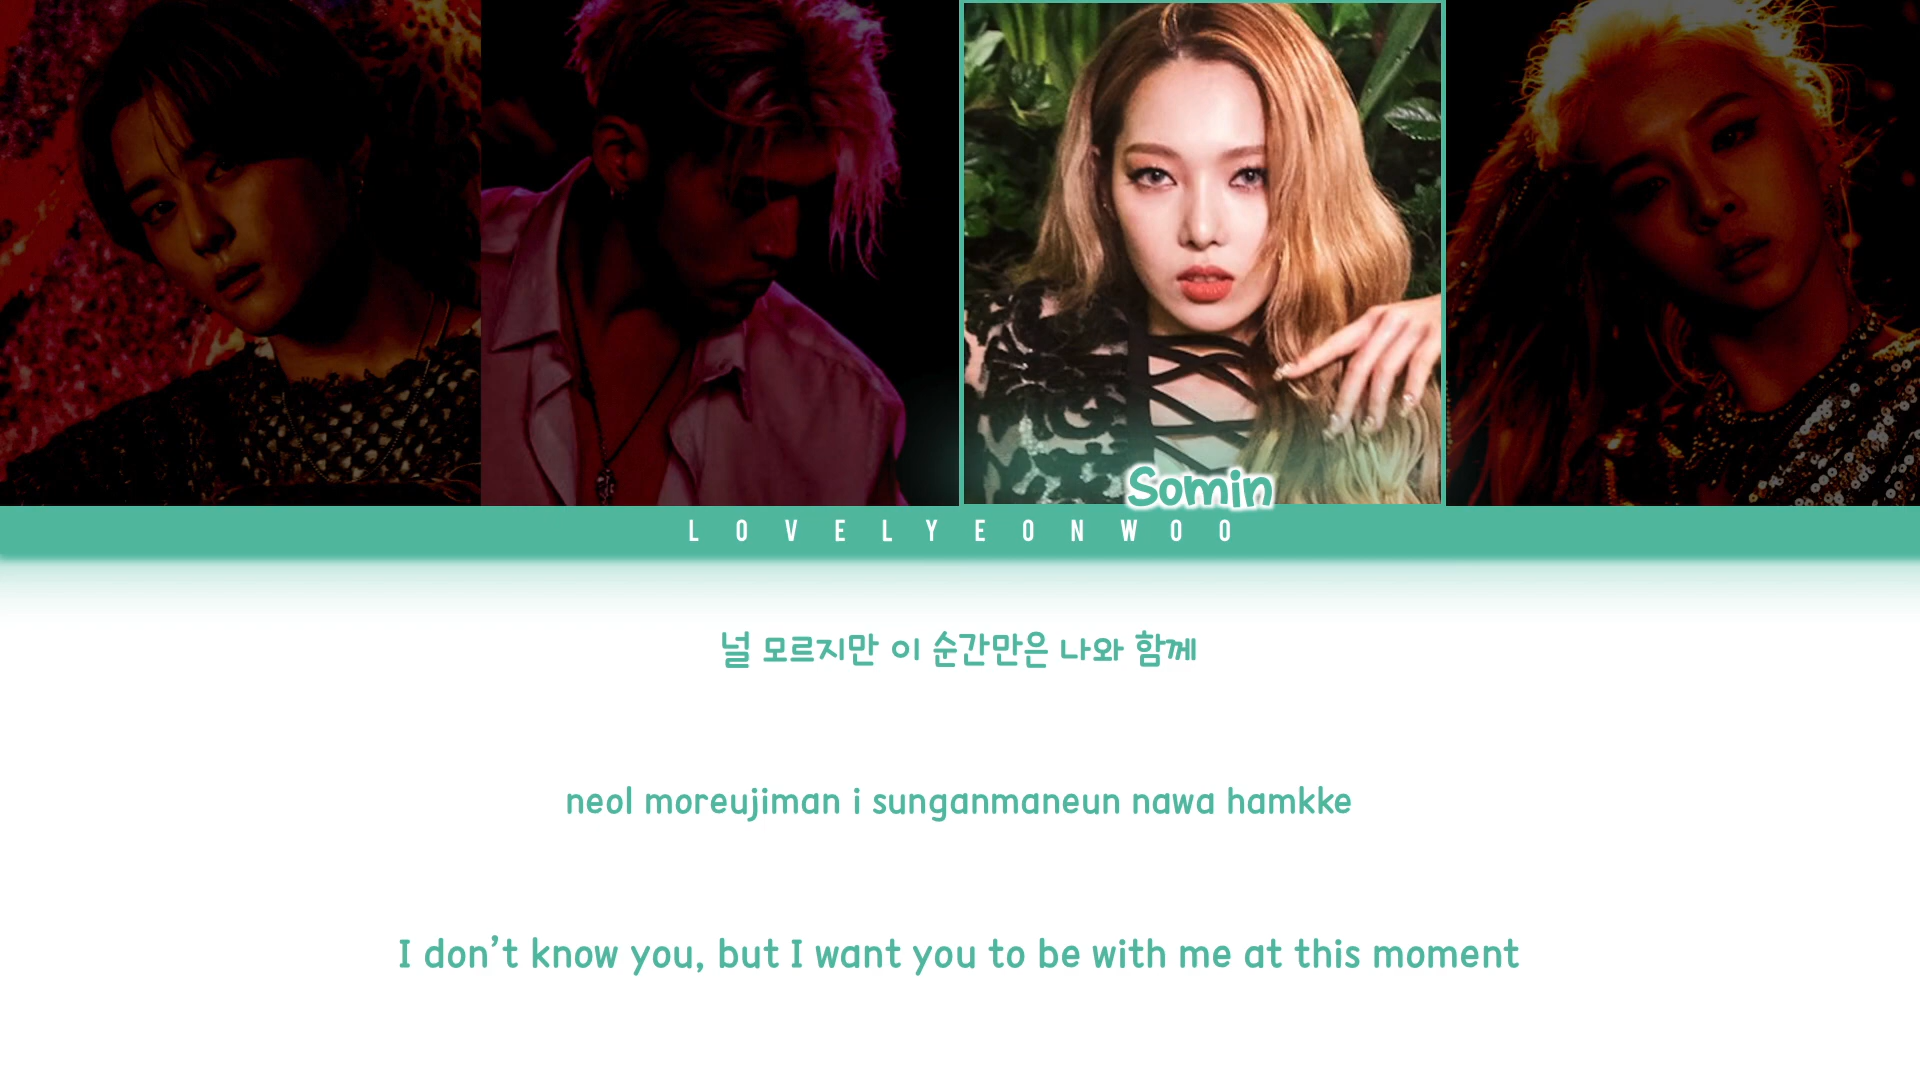 Somin
LOVELYEONWOO
널 모르지만 이 순간만은 나와 함께
neol moreujiman i sunganmaneun nawa hamkke
I don’t know you, but I want you to be with me at this moment